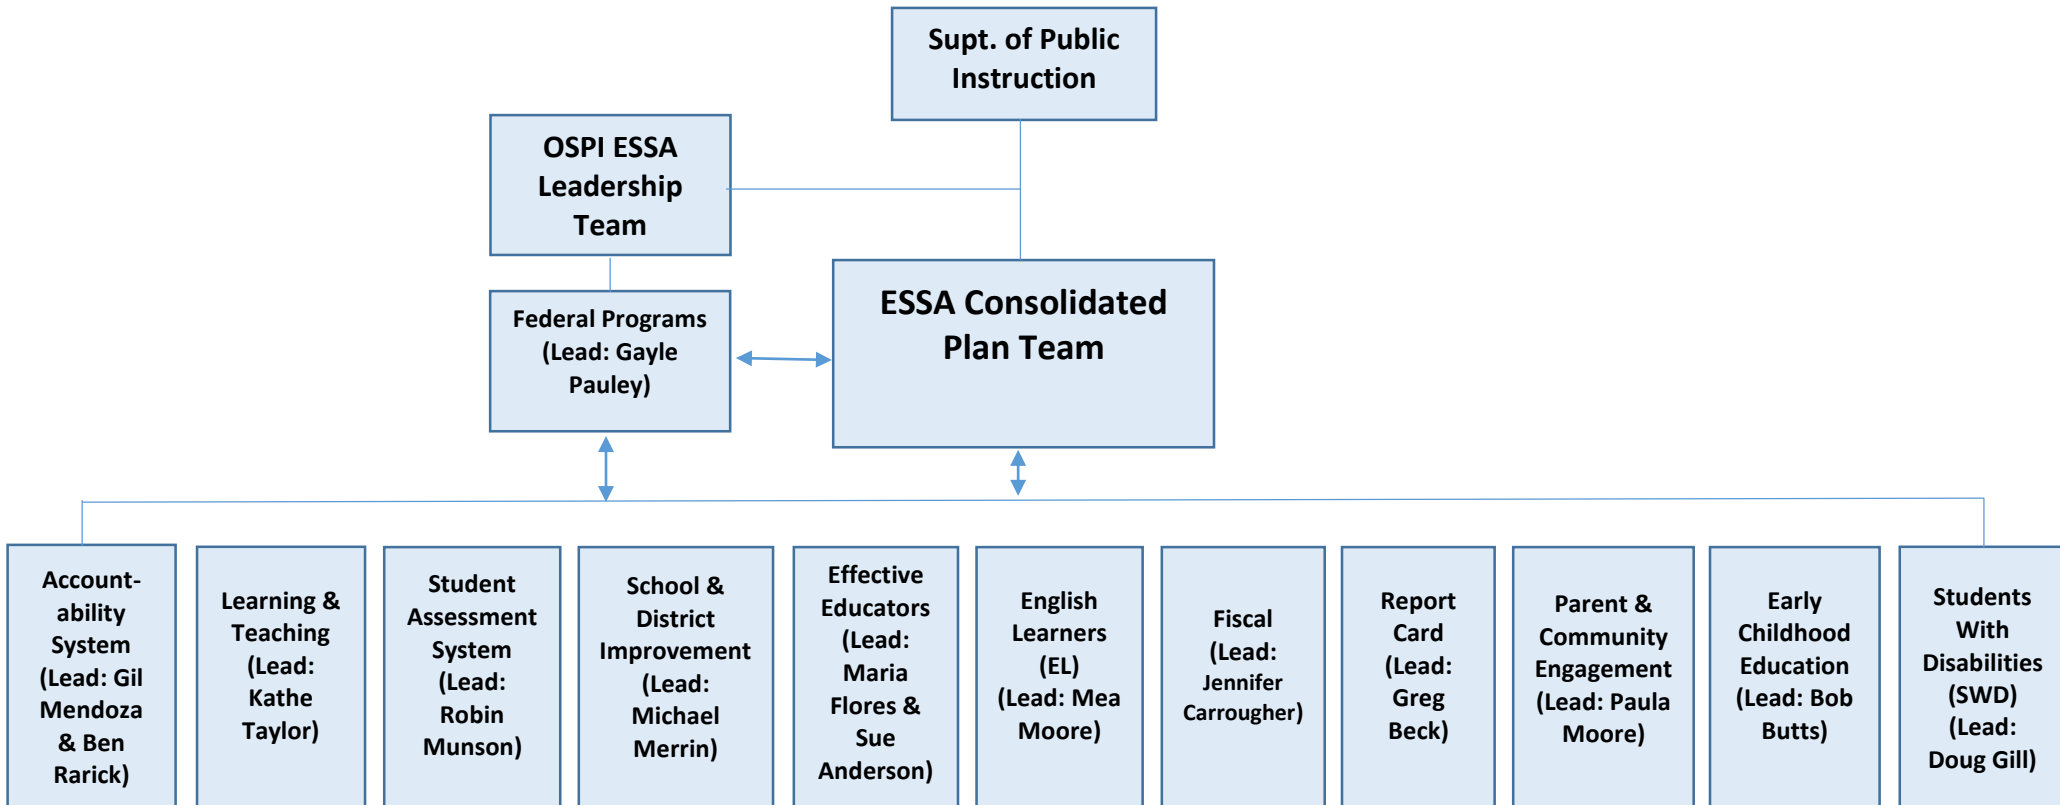 Supt. of Public
Instruction
OSPI ESSA
Leadership
Team
Federal Programs
(Lead: Gayle
Pauley)
ESSA Consolidated
Plan Team
Account-
ability
System
(Lead: Gil
Mendoza
& Ben
Rarick)
Learning &
Teaching
(Lead:
Kathe
Taylor)
Student
Assessment
System
(Lead:
Robin
Munson)
School &
District
Improvement
(Lead:
Michael
Merrin)
Effective
Educators
(Lead:
Maria
Flores &
Sue
Anderson)
English
Learners
(EL)
(Lead: Mea
Moore)
Fiscal
(Lead:
Jennifer
Carrougher)
Report
Card
(Lead:
Greg
Beck)
Parent &
Community
Engagement
(Lead: Paula
Moore)
Early
Childhood
Education
(Lead: Bob
Butts)
Students
With
Disabilities
(SWD)
(Lead:
Doug Gill)